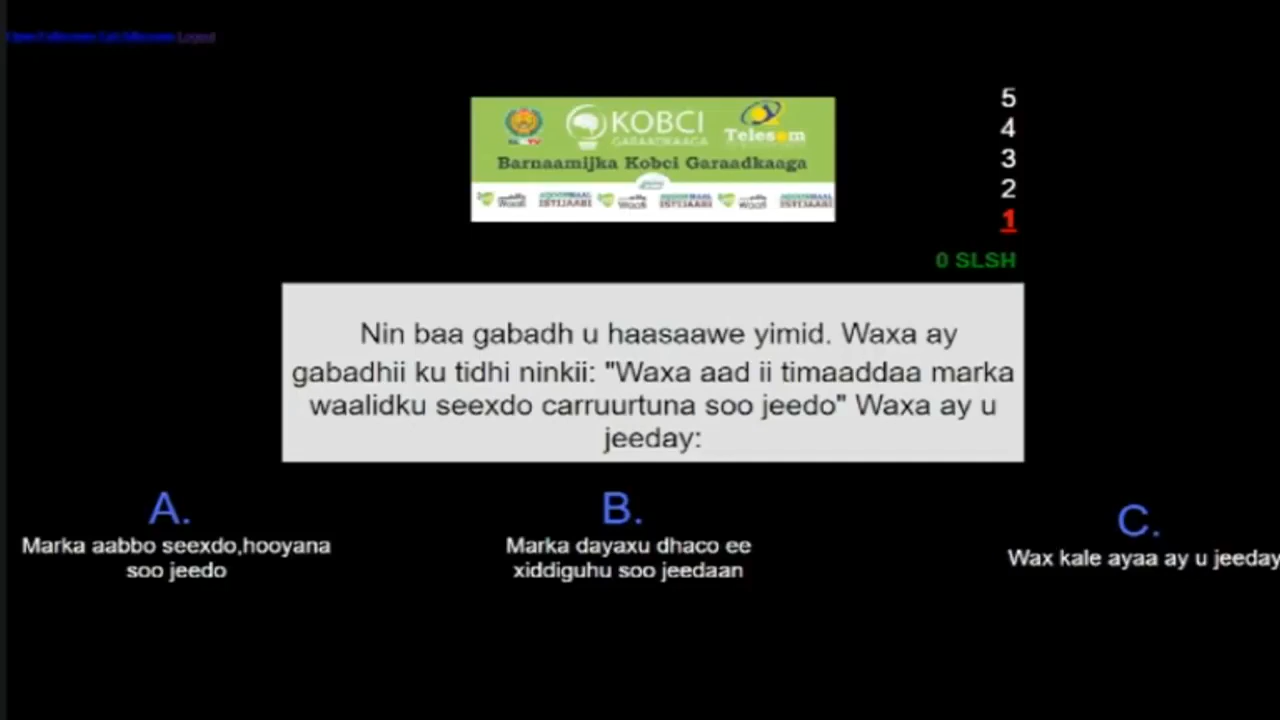 Logout
KOBCI
GARAADKAAGA
Telesom
Barnaamijka Kobci Garaadkaaga
5
4
3
2
1
0 SLSH
Nin baa gabadh u haasaawe yimid. Waxa ay
gabadhii ku tidhi ninkii: "Waxa aad ii timaaddaa marka
waalidku seexdo carruurtuna soo jeedo" Waxa ay u
jeeday:
A.
Marka aabbo seexdo,hooyana
soo jeedo
B.
Marka dayaxu dhaco ee
xiddiguhu soo jeedaan
C.
Wax kale ayaa ay u jeeday